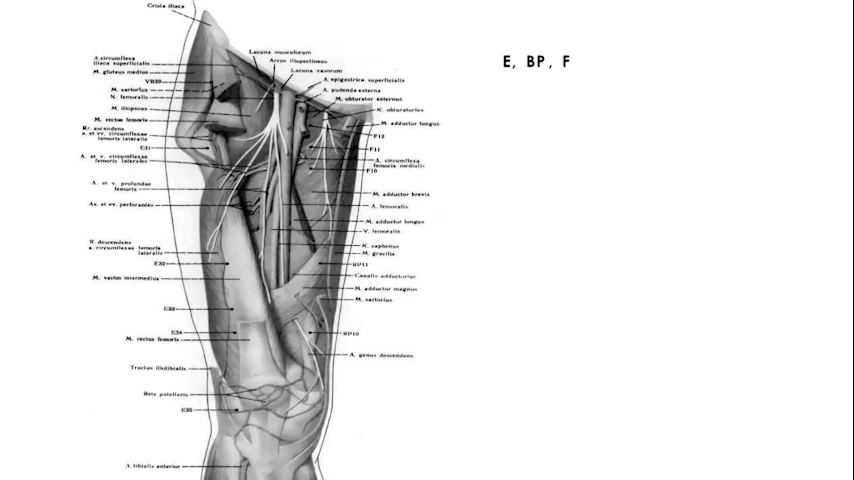 Crista iliaca
A. circumflexa
iliaca superficialis
M. gluteus medius
VB29
M. sartorius
N. femoralis
M. iliopsoas
M. rectus femoris
Rr. ascendens
a. et vv. circumflexae
femoris lateralis
E31
A. et v. circumflexae
femoris laterales
A. et v. profundae
femoris
Aa. et vv. perforantes
R. descendens
a. circumflexae femoris
lateralis
E32
M. vastus intermedius
E33
E34
M. rectus femoris
Tractus iliotibialis
Rete patellaris
E35
A. tibialis anterior
Lacuna musculorum
Arcus iliopectineus
Lacuna vasorum
A. epigastrica superficialis
A. pudenda externa
M. obturator externus
N. obturatorius
M. adductor longus
F12
F11
A. circumflexa
femoris medialis
F10
M. adductor brevis
A. femoralis
M. adductor longus
V. femoralis
N. saphenus
M. gracilis
RP11
Canalis adductorius
M. adductor magnus
M. sartorius
RP10
A. genus descendens
E, BP, F